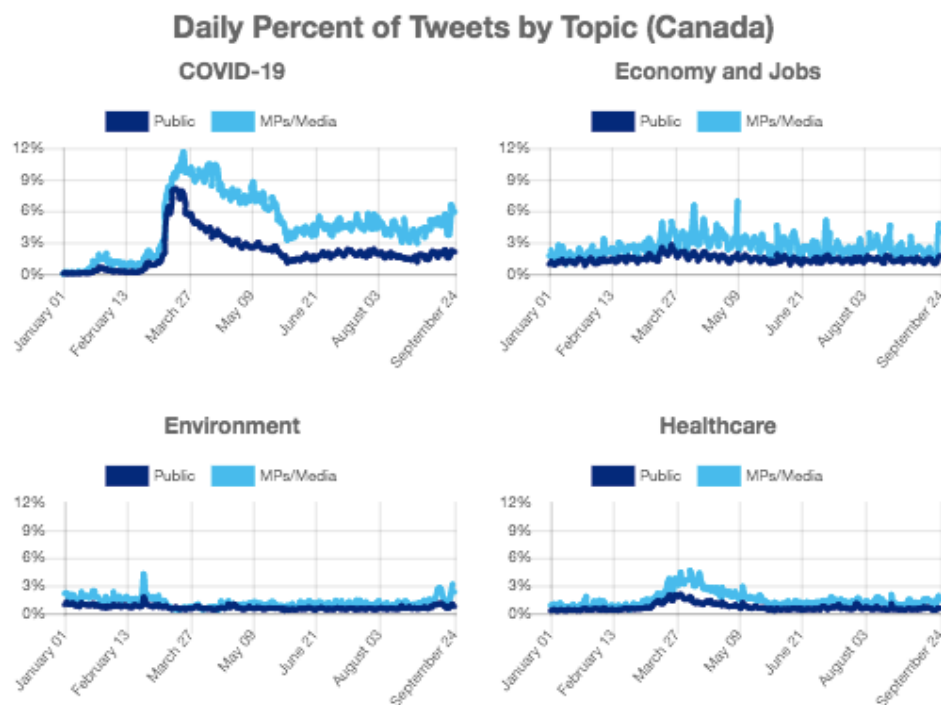 Daily Percent of Tweets by Topic (Canada)
COVID-19
Public MPs/Media
12%
9%
6%
3%
0%
January 01
February 13
March 27
May 09
June 21
August 03
September 24
Economy and Jobs
Public MPs/Media
12%
9%
6%
3%
0%
January 01
February 13
March 27
May 09
June 21
August 03
September 24
Environment
Public MPs/Media
12%
9%
6%
3%
0%
January 01
February 13
March 27
May 09
June 21
August 03
September 24
Healthcare
Public MPs/Media
12%
9%
6%
3%
0%
January 01
February 13
March 27
May 09
June 21
August 03
September 24